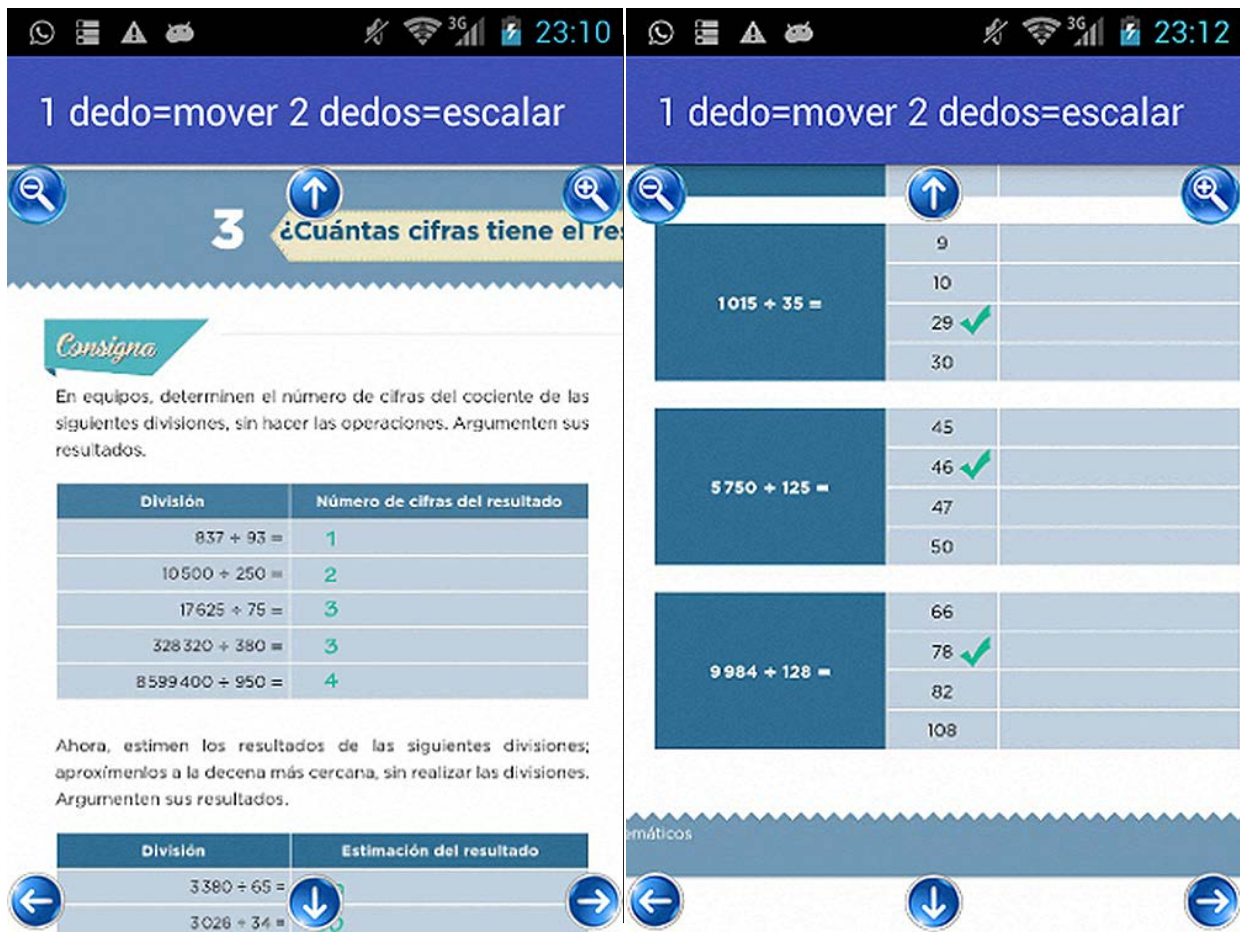 3G 23:10
1 dedo=mover 2 dedos=escalar
3 ¿Cuántas cifras tiene el re
Consigna
En equipos, determinen el número de cifras del cociente de las
siguientes divisiones, sin hacer las operaciones. Argumenten sus
resultados.
División Número de cifras del resultado
837 ÷ 93 = 1
10 500 ÷ 250 = 2
17 625 ÷ 75 = 3
328 320 ÷ 380 = 3
8 599 400 ÷ 950 = 4
Ahora, estimen los resultados de las siguientes divisiones;
aproxímenlos a la decena más cercana, sin realizar las divisiones.
Argumenten sus resultados.
División Estimación del resultado
3 380 ÷ 65 =
3 026 ÷ 34 =
3G 23:12
1 dedo=mover 2 dedos=escalar
1 015 ÷ 35 =
9
10
29 ✓
30
5 750 ÷ 125 =
45
46 ✓
47
50
9 984 ÷ 128 =
66
78 ✓
82
108
emáticos